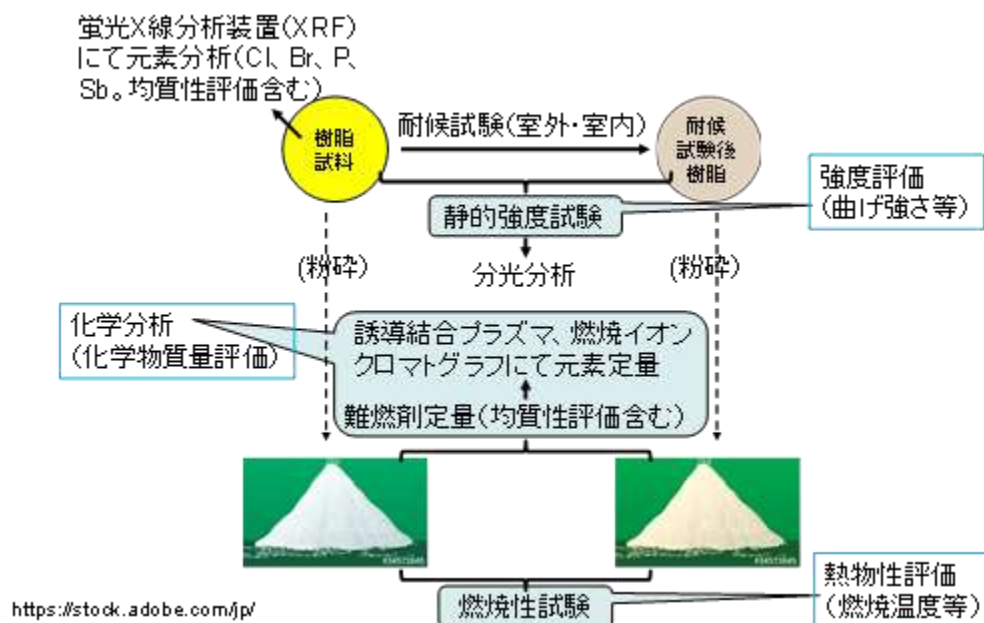 蛍光X線分析装置(XRF)
にて元素分析(Cl、Br、P、
Sb。均質性評価含む)
樹脂
試料
耐候試験(室外・室内)
耐候
試験後
樹脂
静的強度試験
強度評価
(曲げ強さ等)
分光分析
(粉砕)
(粉砕)
化学分析
(化学物質量評価)
誘導結合プラズマ、燃焼イオン
クロマトグラフにて元素定量
難燃剤定量(均質性評価含む)
燃焼性試験
熱物性評価
(燃焼温度等)
https://stock.adobe.com/jp/